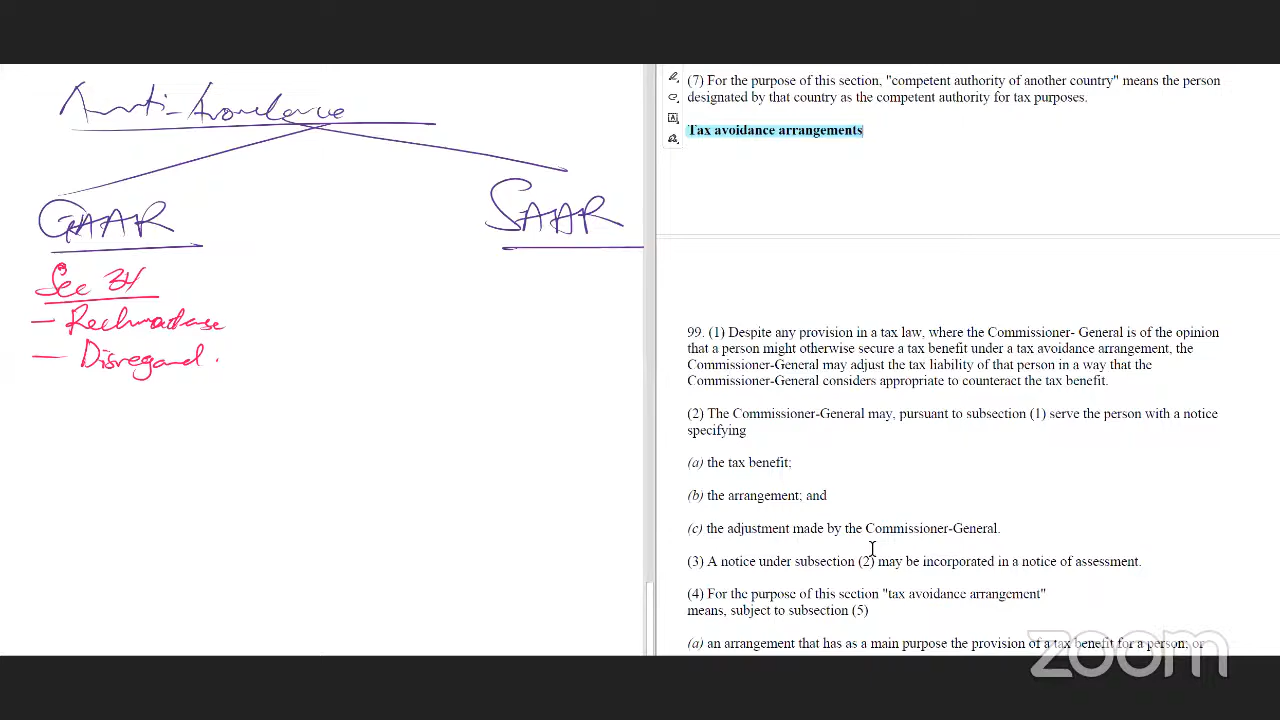 Anti-Avoidance
GAAR
SAAR
Sec 34
- Recharacterise
- Disregard.
(7) For the purpose of this section, "competent authority of another country" means the person
designated by that country as the competent authority for tax purposes.
Tax avoidance arrangements
99. (1) Despite any provision in a tax law, where the Commissioner- General is of the opinion
that a person might otherwise secure a tax benefit under a tax avoidance arrangement, the
Commissioner-General may adjust the tax liability of that person in a way that the
Commissioner-General considers appropriate to counteract the tax benefit.
(2) The Commissioner-General may, pursuant to subsection (1) serve the person with a notice
specifying
(a) the tax benefit;
(b) the arrangement; and
(c) the adjustment made by the Commissioner-General.
(3) A notice under subsection (2) may be incorporated in a notice of assessment.
(4) For the purpose of this section "tax avoidance arrangement"
means, subject to subsection (5)
(a) an arrangement that has as a main purpose the provision of a tax benefit for a person; or
zoom